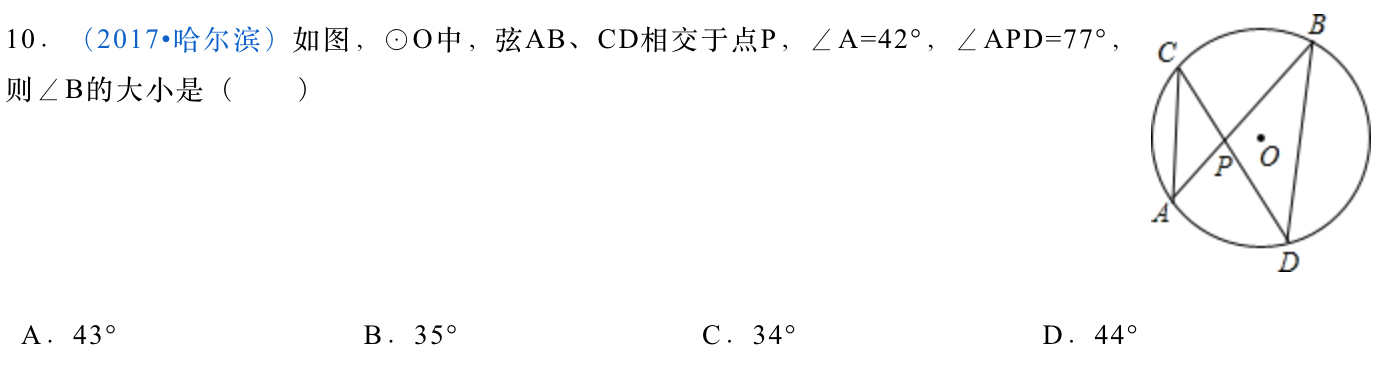 10. （2017•哈尔滨）如图，⊙O中，弦AB、CD相交于点P，∠A=42°，∠APD=77°，
则∠B的大小是（　　）
C
B
P
O
A
D
A．43°
B．35°
C．34°
D．44°